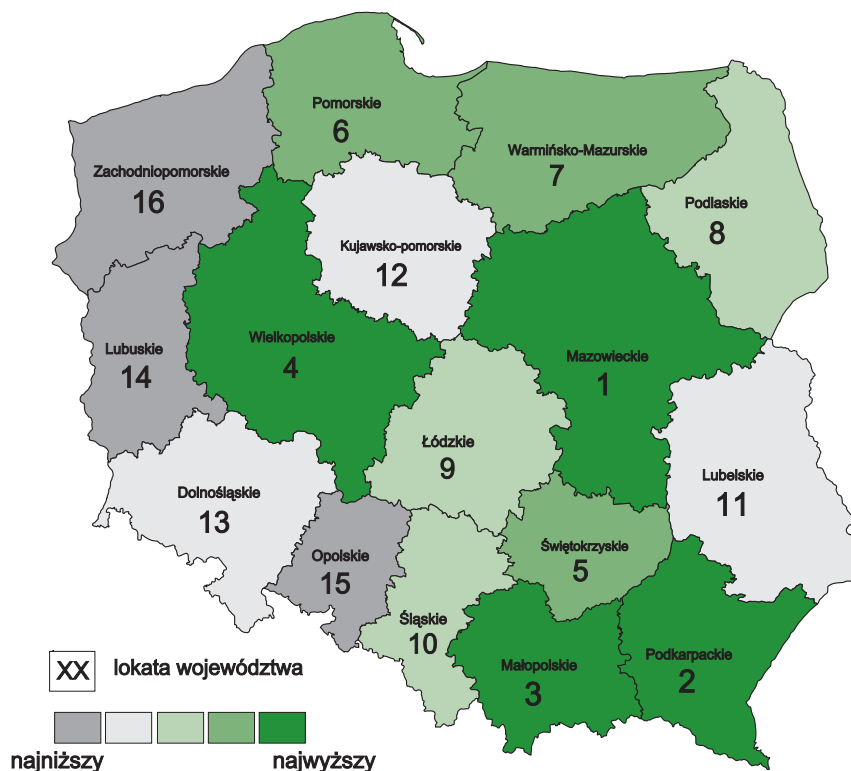 Pomorskie
6
Warmińsko-Mazurskie
7
Zachodniopomorskie
16
Podlaskie
8
Kujawsko-pomorskie
12
Wielkopolskie
4
Lubuskie
14
Mazowieckie
1
Łódzkie
9
Lubelskie
11
Dolnośląskie
13
Opolskie
15
Świętokrzyskie
5
Śląskie
10
Małopolskie
3
Podkarpackie
2
XX lokata województwa
najniższy najwyższy